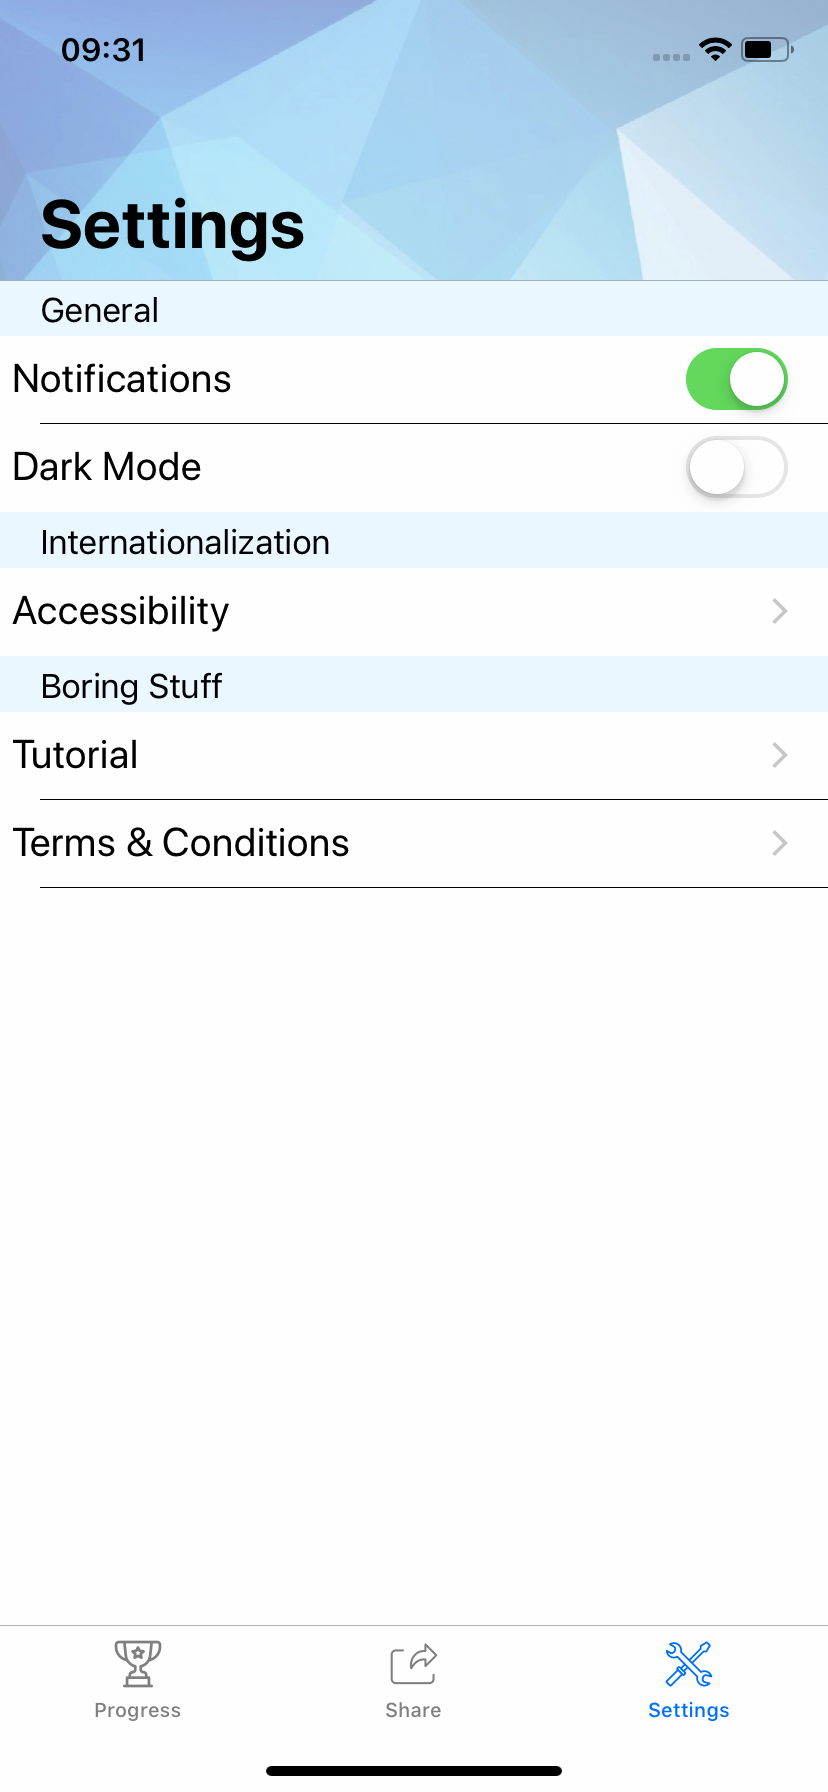 09:31
Settings
General
Notifications
Dark Mode
Internationalization
Accessibility
Boring Stuff
Tutorial
Terms & Conditions
Progress
Share
Settings